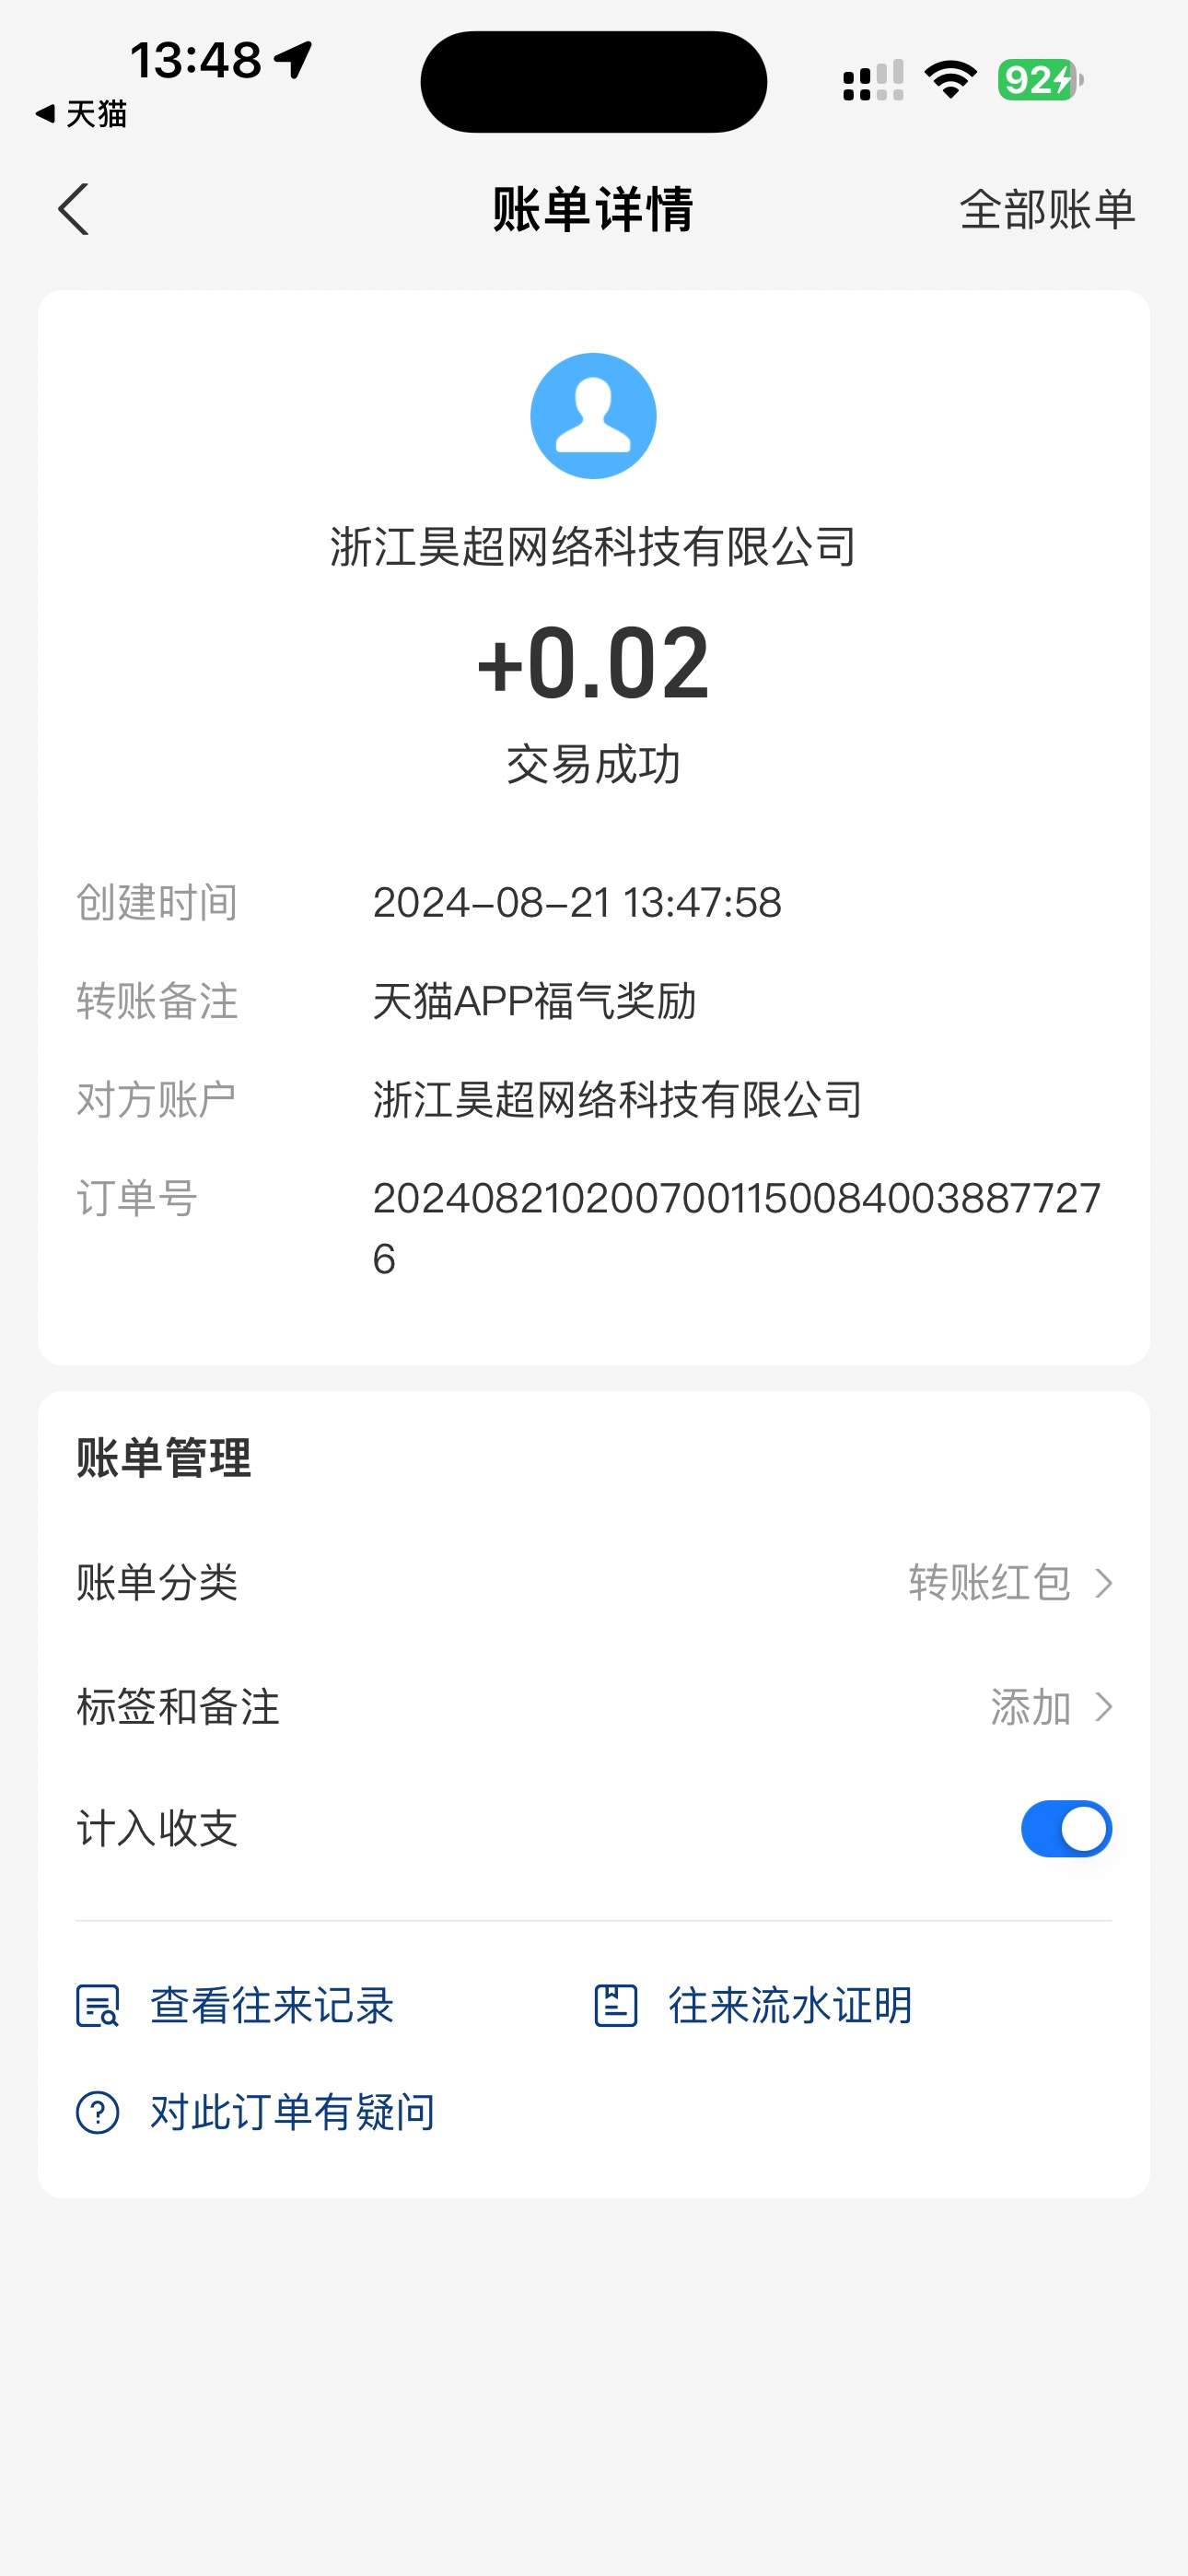 13:48
92
天猫
账单详情
全部账单
浙江昊超网络科技有限公司
+0.02
交易成功
创建时间 2024-08-21 13:47:58
转账备注 天猫APP福气奖励
对方账户 浙江昊超网络科技有限公司
订单号 2024082102007001150084003887727
6
账单管理
账单分类 转账红包
标签和备注 添加
计入收支
查看往来记录 往来流水证明
对此订单有疑问